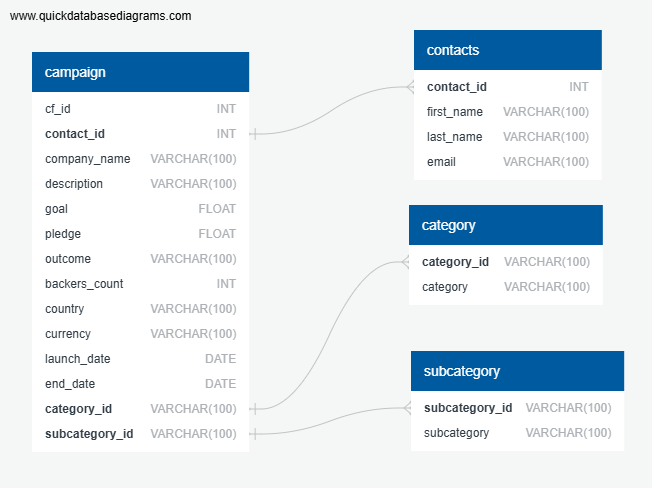 www.quickdatabasediagrams.com
campaign
cf_id INT
contact_id INT
company_name VARCHAR(100)
description VARCHAR(100)
goal FLOAT
pledge FLOAT
outcome VARCHAR(100)
backers_count INT
country VARCHAR(100)
currency VARCHAR(100)
launch_date DATE
end_date DATE
category_id VARCHAR(100)
subcategory_id VARCHAR(100)
contacts
contact_id INT
first_name VARCHAR(100)
last_name VARCHAR(100)
email VARCHAR(100)
category
category_id VARCHAR(100)
category VARCHAR(100)
subcategory
subcategory_id VARCHAR(100)
subcategory VARCHAR(100)